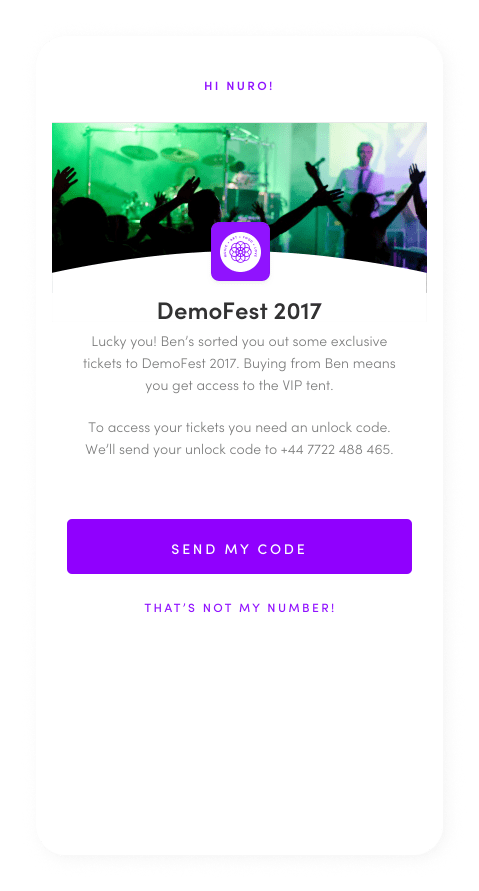 HI NURO!
DemoFest 2017
Lucky you! Ben’s sorted you out some exclusive
tickets to DemoFest 2017. Buying from Ben means
you get access to the VIP tent.
To access your tickets you need an unlock code.
We’ll send your unlock code to +44 7722 488 465.
SEND MY CODE
THAT’S NOT MY NUMBER!